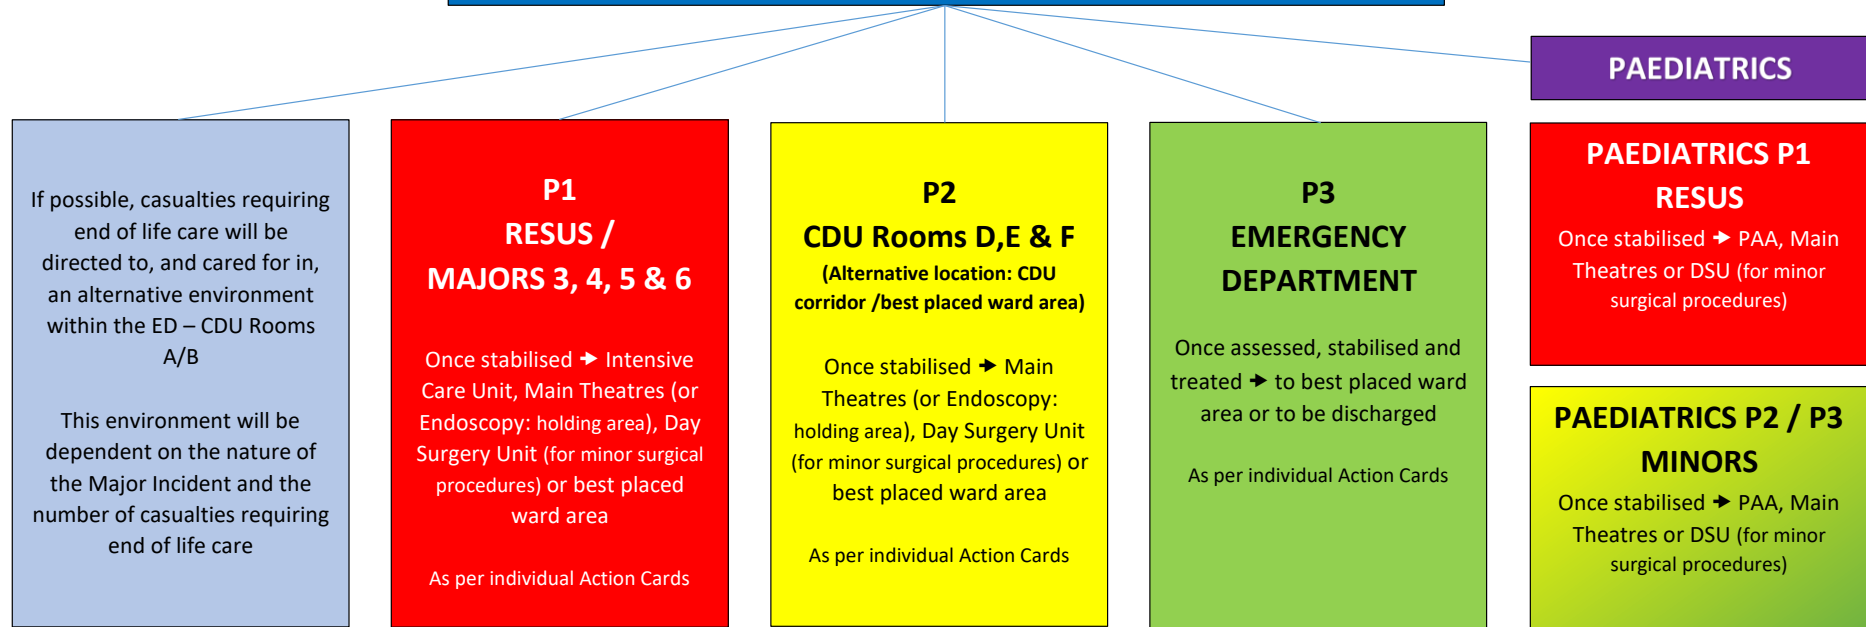 PAEDIATRICS
If possible, casualties requiring
end of life care will be
directed to, and cared for in,
an alternative environment
within the ED – CDU Rooms
A/B
This environment will be
dependent on the nature of
the Major Incident and the
number of casualties requiring
end of life care
P1
RESUS /
MAJORS 3, 4, 5 & 6
Once stabilised → Intensive
Care Unit, Main Theatres (or
Endoscopy: holding area), Day
Surgery Unit (for minor surgical
procedures) or best placed
ward area
As per individual Action Cards
P2
CDU Rooms D,E & F
(Alternative location: CDU
corridor /best placed ward area)
Once stabilised → Main
Theatres (or Endoscopy:
holding area), Day Surgery Unit
(for minor surgical procedures) or
best placed ward area
As per individual Action Cards
P3
EMERGENCY
DEPARTMENT
Once assessed, stabilised and
treated → to best placed ward
area or to be discharged
As per individual Action Cards
PAEDIATRICS P1
RESUS
Once stabilised → PAA, Main
Theatres or DSU (for minor
surgical procedures)
PAEDIATRICS P2 / P3
MINORS
Once stabilised → PAA, Main
Theatres or DSU (for minor
surgical procedures)